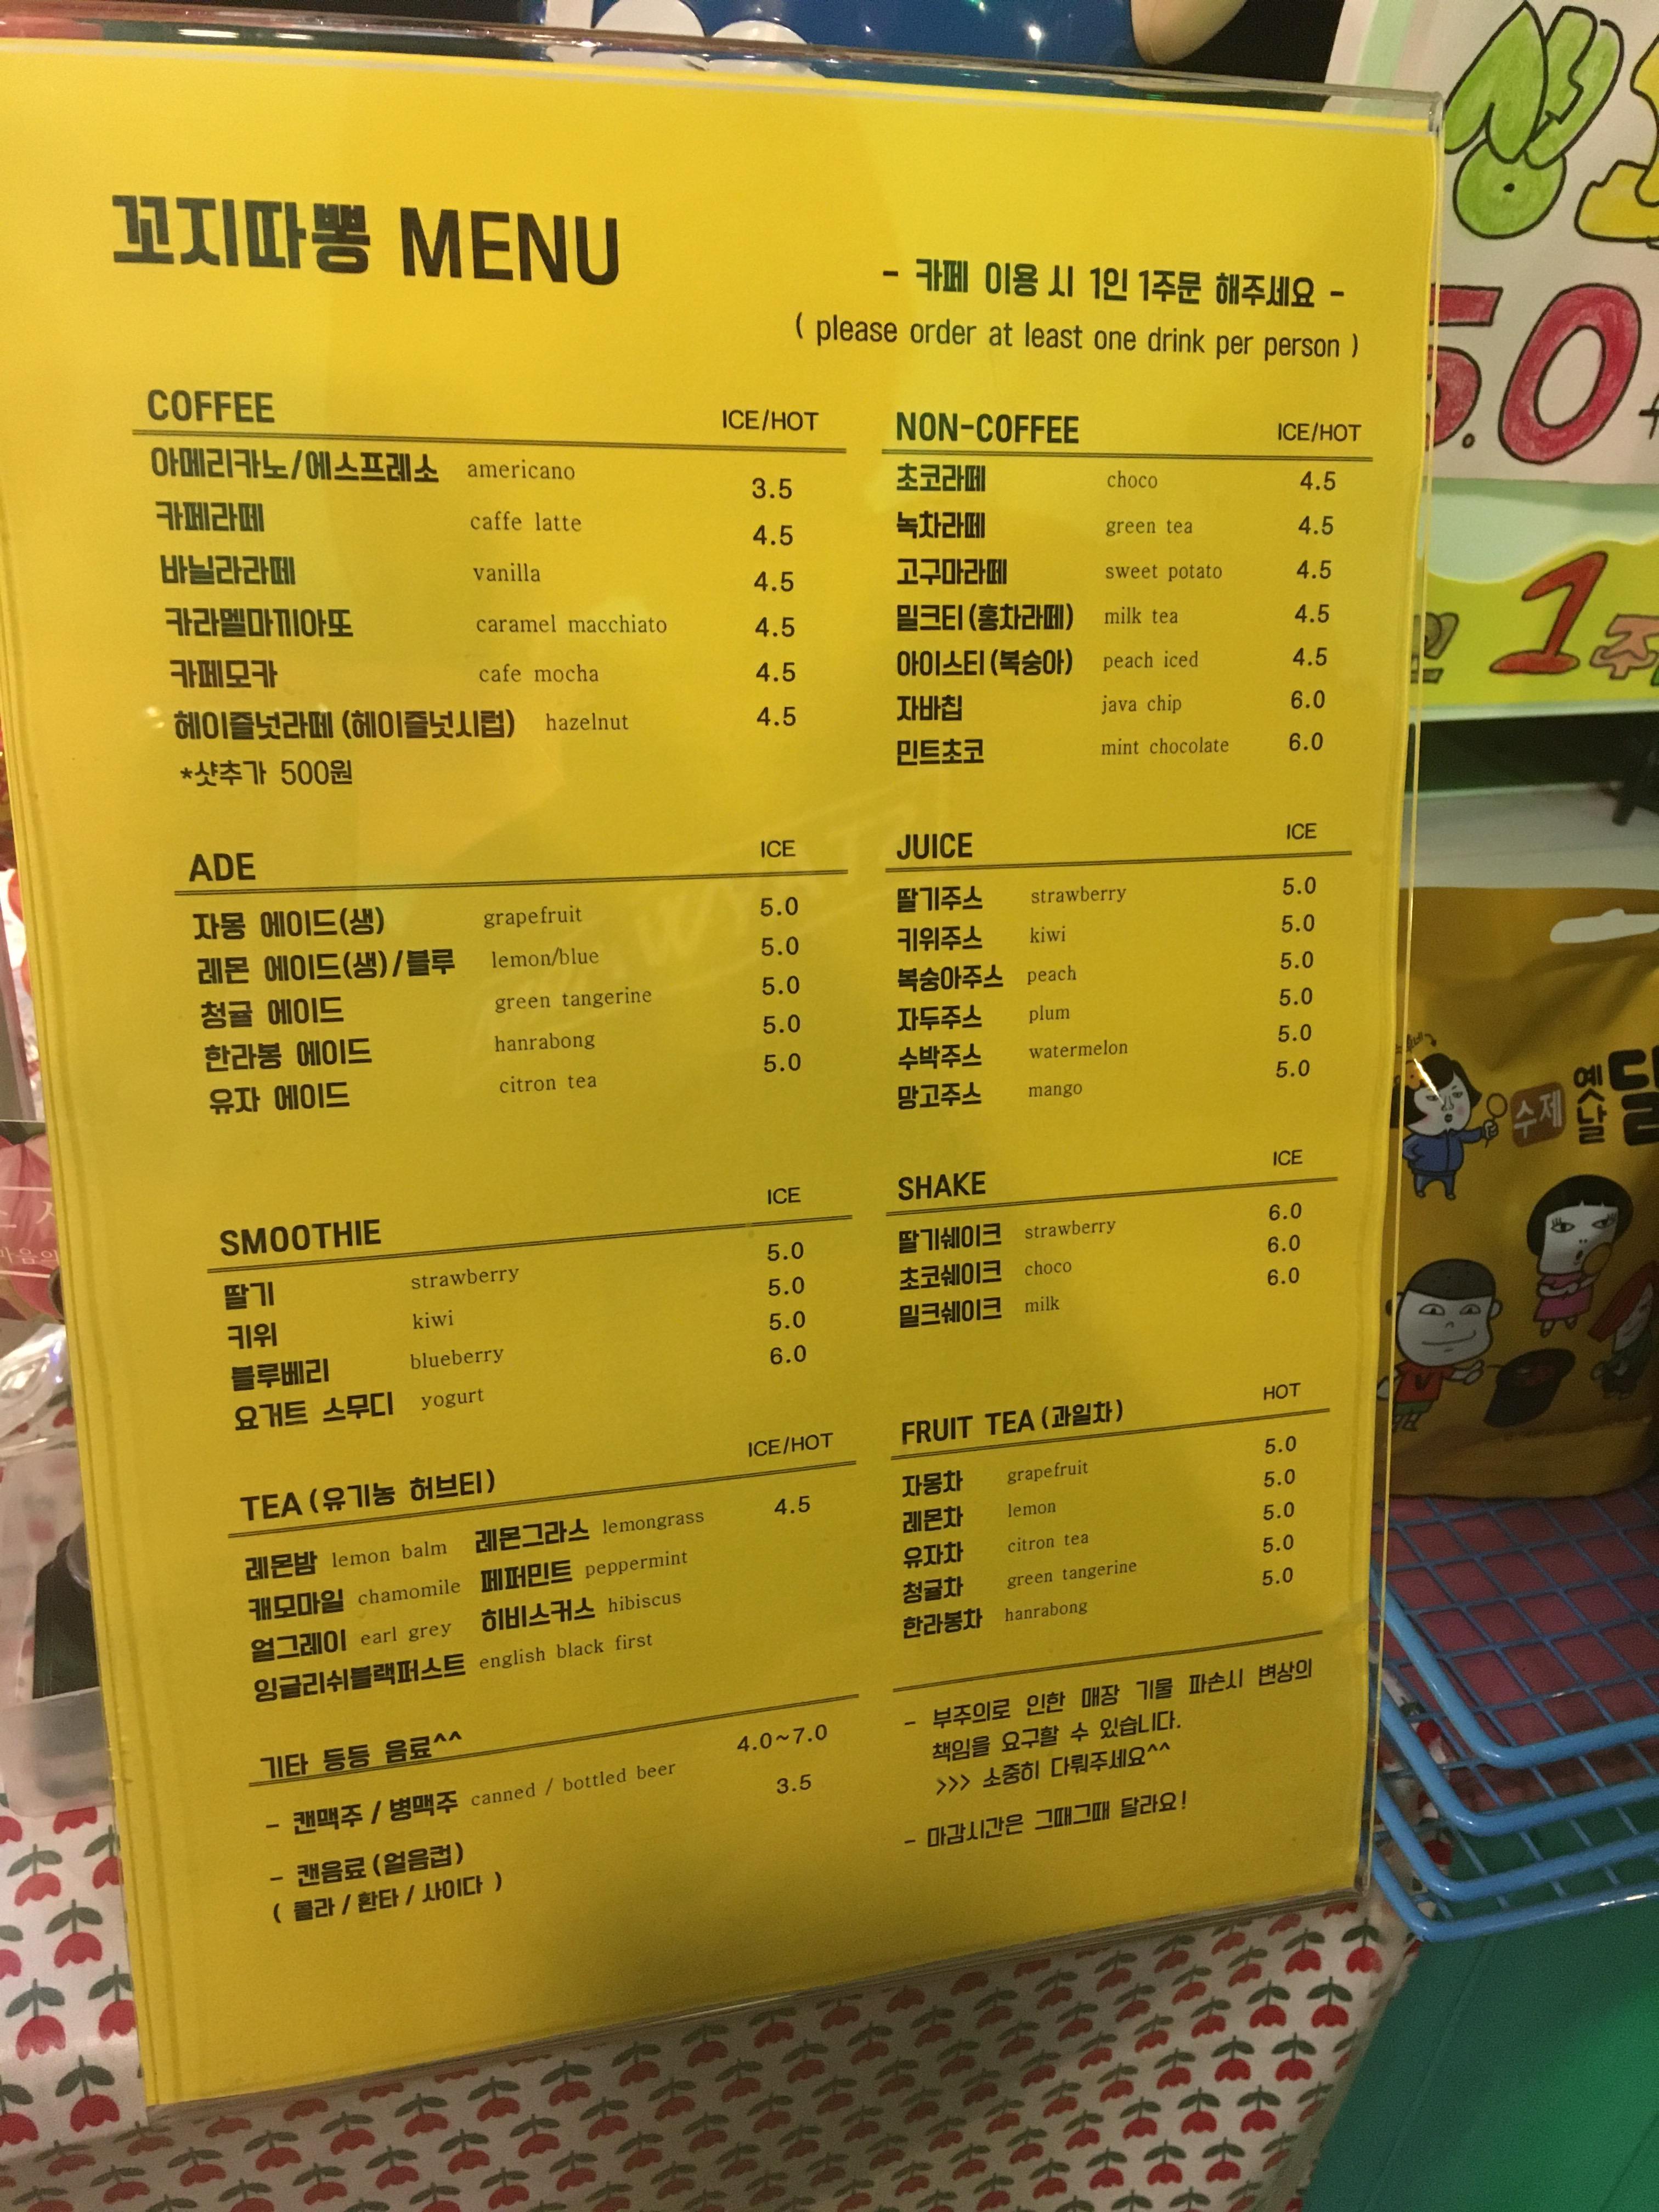 꼬지따뽕 MENU
- 카페 이용 시 1인 1주문 해주세요 -
( please order at least one drink per person )
COFFEE ICE/HOT
아메리카노/에스프레소 americano 3.5
카페라떼 caffe latte 4.5
바닐라라떼 vanilla 4.5
카라멜마끼아또 caramel macchiato 4.5
카페모카 cafe mocha 4.5
헤이즐넛라떼 (헤이즐넛시럽) hazelnut 4.5
*샷추가 500원
NON-COFFEE ICE/HOT
초코라떼 choco 4.5
녹차라떼 green tea 4.5
고구마라떼 sweet potato 4.5
밀크티 (홍차라떼) milk tea 4.5
아이스티 (복숭아) peach iced 4.5
자바칩 java chip 6.0
민트초코 mint chocolate 6.0
ADE ICE
자몽 에이드(생) grapefruit 5.0
레몬 에이드(생)/블루 lemon/blue 5.0
청귤 에이드 green tangerine 5.0
한라봉 에이드 hanrabong 5.0
유자 에이드 citron tea 5.0
JUICE ICE
딸기주스 strawberry 5.0
키위주스 kiwi 5.0
복숭아주스 peach 5.0
자두주스 plum 5.0
수박주스 watermelon 5.0
망고주스 mango 5.0
SMOOTHIE ICE
딸기 strawberry 5.0
키위 kiwi 5.0
블루베리 blueberry 5.0
요거트 스무디 yogurt 6.0
SHAKE ICE
딸기쉐이크 strawberry 6.0
초코쉐이크 choco 6.0
밀크쉐이크 milk 6.0
TEA (유기농 허브티) ICE/HOT
레몬밤 lemon balm 레몬그라스 lemongrass 4.5
캐모마일 chamomile 페퍼민트 peppermint
얼그레이 earl grey 히비스커스 hibiscus
잉글리쉬블랙퍼스트 english black first
FRUIT TEA (과일차) HOT
자몽차 grapefruit 5.0
레몬차 lemon 5.0
유자차 citron tea 5.0
청귤차 green tangerine 5.0
한라봉차 hanrabong 5.0
기타 등등 음료^^
- 캔맥주 / 병맥주 canned / bottled beer 4.0~7.0
- 캔음료 (얼음컵) 3.5
( 콜라 / 환타 / 사이다 )
- 부주의로 인한 매장 기물 파손시 변상의
책임을 요구할 수 있습니다.
>>> 소중히 다뤄주세요^^
- 마감시간은 그때그때 달라요!
생
5.0
인 1주
수제 옛날